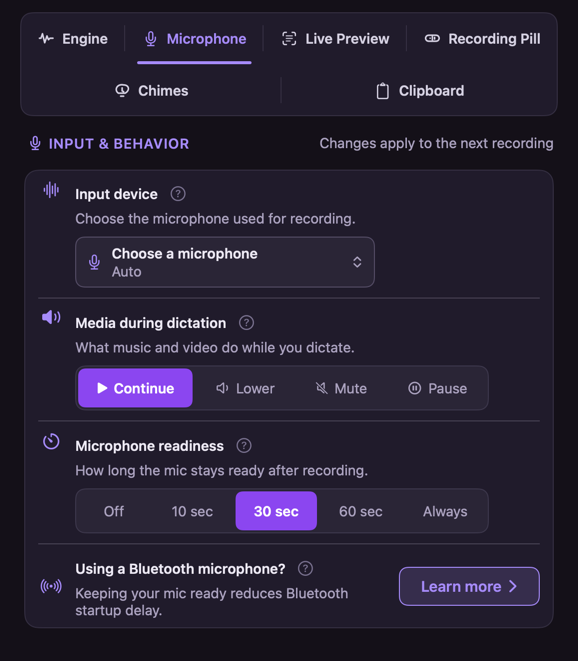 Engine
Microphone
Live Preview
Recording Pill
Chimes
Clipboard
INPUT & BEHAVIOR
Changes apply to the next recording
Input device ?
Choose the microphone used for recording.
Choose a microphone
Auto
Media during dictation ?
What music and video do while you dictate.
Continue
Lower
Mute
Pause
Microphone readiness ?
How long the mic stays ready after recording.
Off
10 sec
30 sec
60 sec
Always
Using a Bluetooth microphone? ?
Keeping your mic ready reduces Bluetooth
startup delay.
Learn more